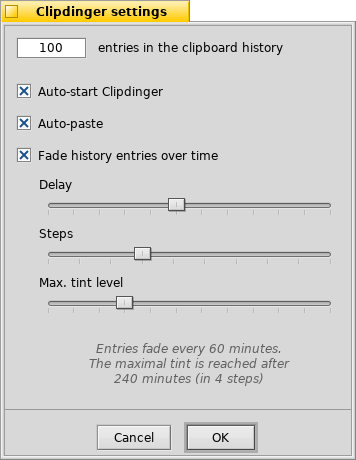 Clipdinger settings
100 entries in the clipboard history
Auto-start Clipdinger
Auto-paste
Fade history entries over time
Delay
Steps
Max. tint level
Entries fade every 60 minutes.
The maximal tint is reached after
240 minutes (in 4 steps)
Cancel OK